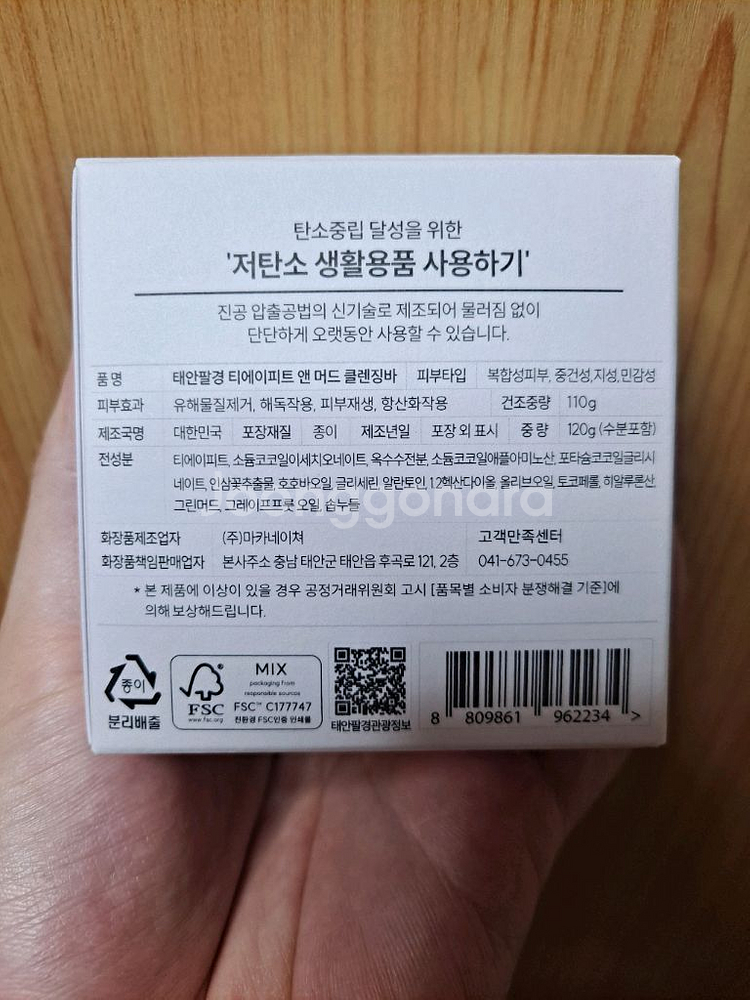 탄소중립 달성을 위한
'저탄소 생활용품 사용하기'
진공 압출공법의 신기술로 제조되어 물러짐 없이
단단하게 오랫동안 사용할 수 있습니다.
품 명 태안팔경 티에이피트 앤 머드 클렌징바 피부타입 복합성피부, 중건성,지성,민감성
피부효과 유해물질제거, 해독작용, 피부재생, 항산화작용 건조중량 110g
제조국명 대한민국 포장재질 종이 제조년일 포장 외 표시 중 량 120g (수분포함)
전성분 티에이피트, 소듐코코일이세치오네이트, 옥수수전분, 소듐코코일애플아미노산, 포타슘코코일글리시
네이트, 인삼꽃추출물, 호호바오일, 글리세린, 알란토인, 1.2헥산다이올, 올리브오일, 토코페롤, 히알루론산,
그린머드, 그레이프프룻 오일, 솝누들
Joonggonara
화장품제조업자 (주)마카네이쳐 고객만족센터
화장품책임판매업자 본사주소 충남 태안군 태안읍 후곡로 121, 2층 041-673-0455
* 본 제품에 이상이 있을 경우 공정거래위원회 고시 [품목별 소비자 분쟁해결 기준]에
의해 보상해드립니다.
종이
분리배출
FSC
www.fsc.org
MIX
packaging from
responsible sources
FSC™ C177747
친환경 FSC인증 인쇄물
태안팔경관광정보
8 809861 962234 >